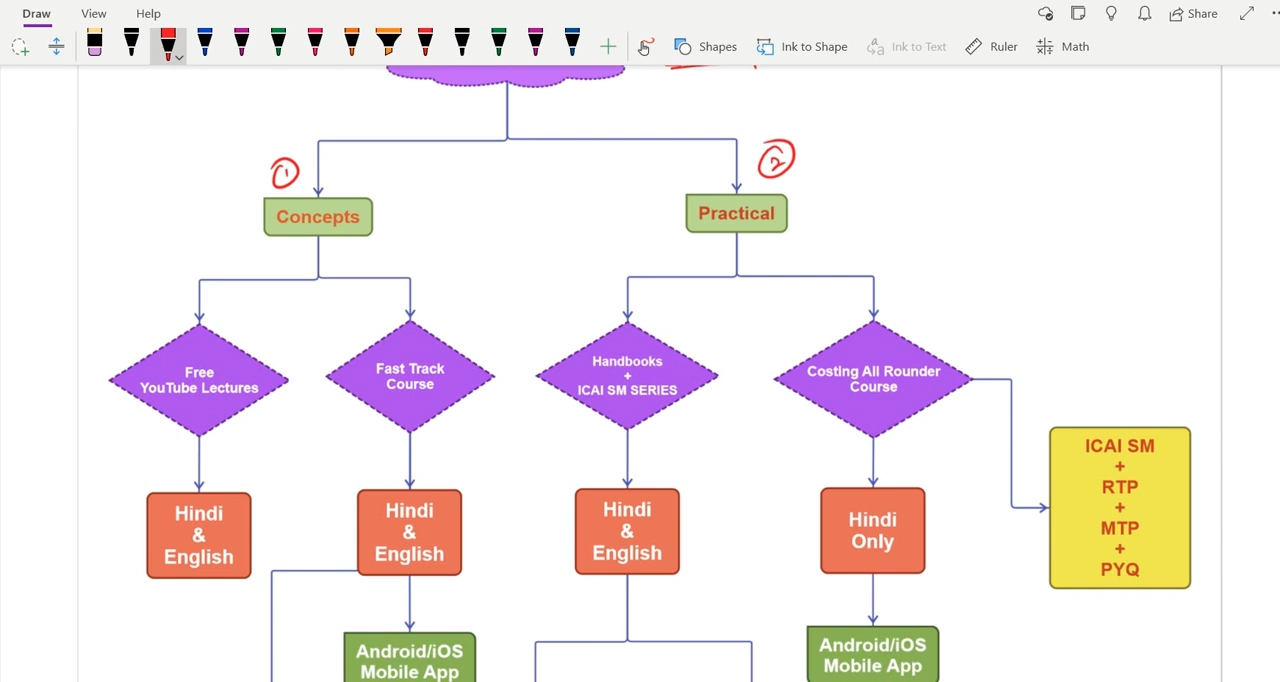 Draw View Help
Share
Shapes Ink to Shape Ink to Text Ruler Math
1
2
Concepts
Practical
Free
YouTube Lectures
Fast Track
Course
Handbooks
+
ICAI SM SERIES
Costing All Rounder
Course
Hindi
&
English
Hindi
&
English
Hindi
&
English
Hindi
Only
ICAI SM
+
RTP
+
MTP
+
PYQ
Android/iOS
Mobile App
Android/iOS
Mobile App